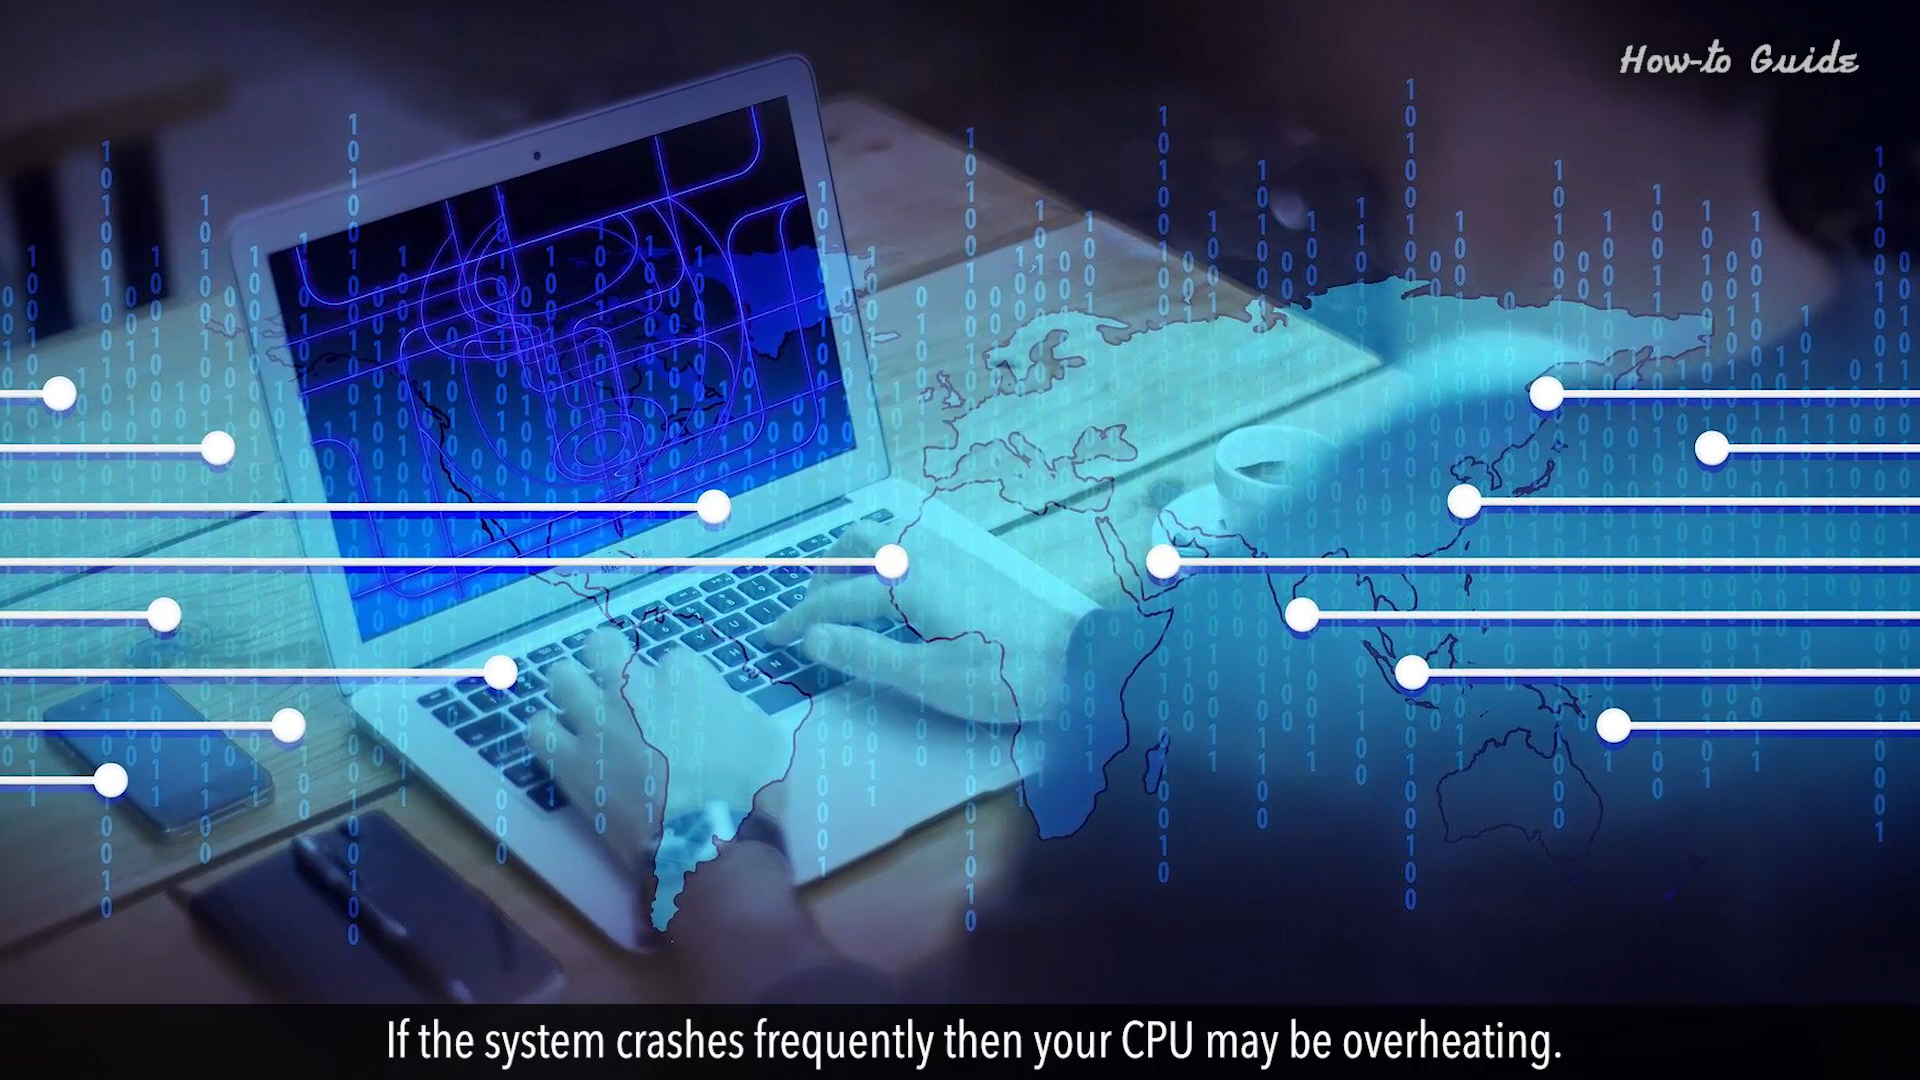 How-to Guide
If the system crashes frequently then your CPU may be overheating.